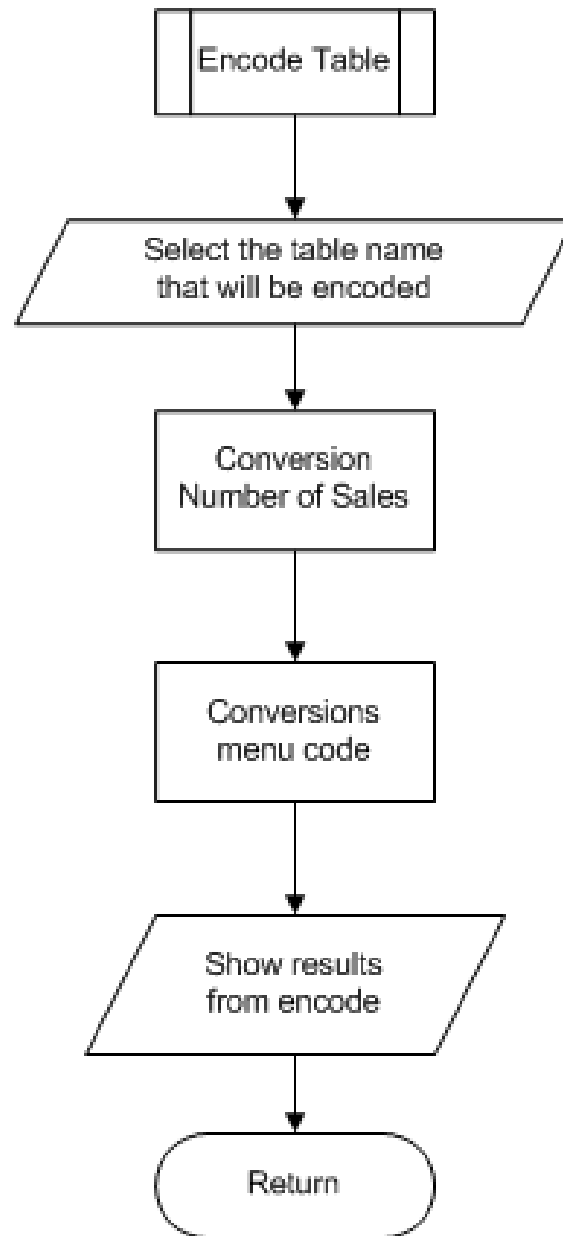 Encode Table
Select the table name
that will be encoded
Conversion
Number of Sales
Conversions
menu code
Show results
from encode
Return